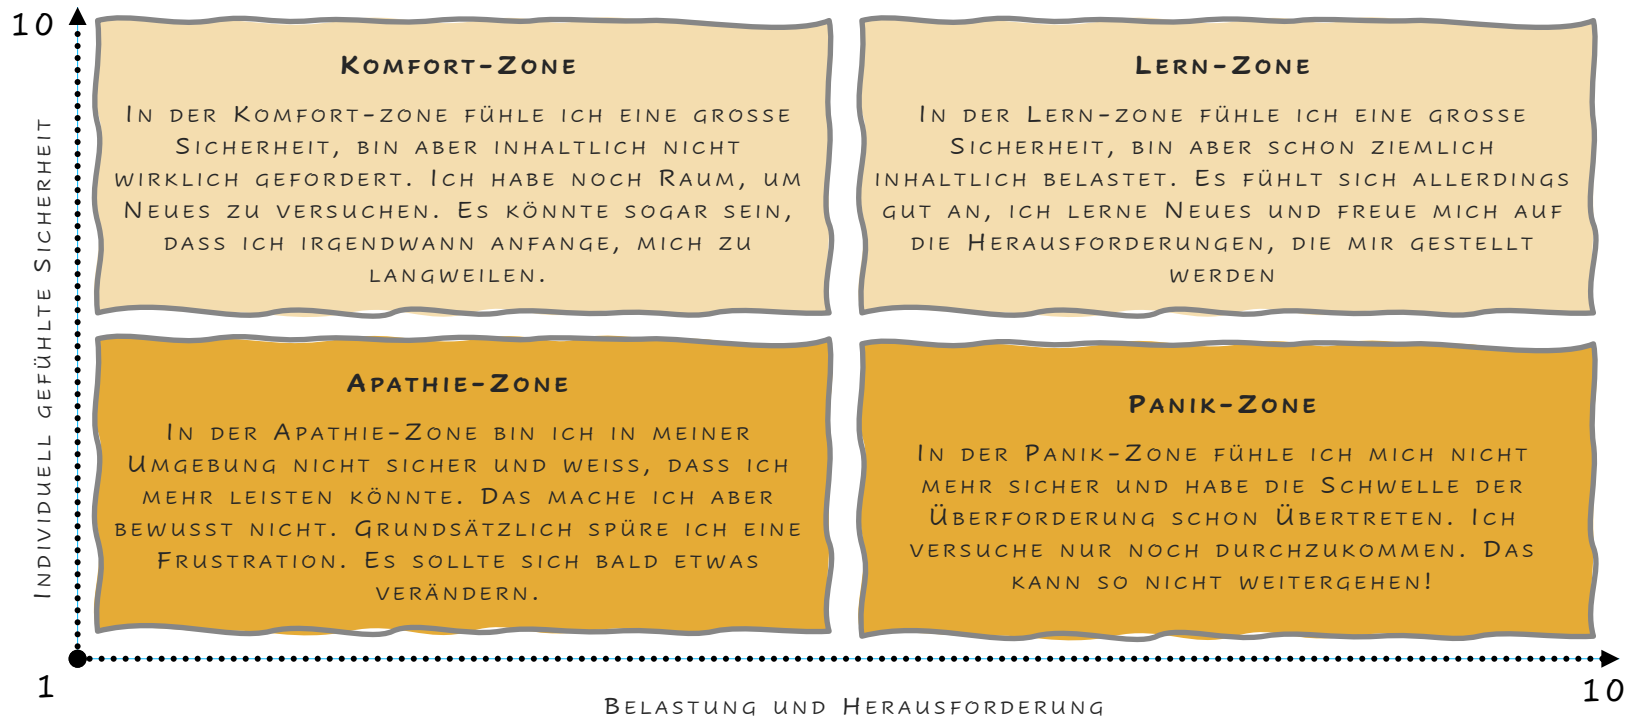 10
Individuell gefühlte Sicherheit
Komfort-Zone
In der Komfort-zone fühle ich eine grosse
Sicherheit, bin aber inhaltlich nicht
wirklich gefordert. Ich habe noch Raum, um
Neues zu versuchen. Es könnte sogar sein,
dass ich irgendwann anfange, mich zu
langweilen.
Lern-Zone
In der Lern-zone fühle ich eine grosse
Sicherheit, bin aber schon ziemlich
inhaltlich belastet. Es fühlt sich allerdings
gut an, ich lerne Neues und freue mich auf
die Herausforderungen, die mir gestellt
werden
Apathie-Zone
In der Apathie-Zone bin ich in meiner
Umgebung nicht sicher und weiss, dass ich
mehr leisten könnte. Das mache ich aber
bewusst nicht. Grundsätzlich spüre ich eine
Frustration. Es sollte sich bald etwas
verändern.
Panik-Zone
In der Panik-Zone fühle ich mich nicht
mehr sicher und habe die Schwelle der
Überforderung schon Übertreten. Ich
versuche nur noch durchzukommen. Das
kann so nicht weitergehen!
1
Belastung und Herausforderung
10